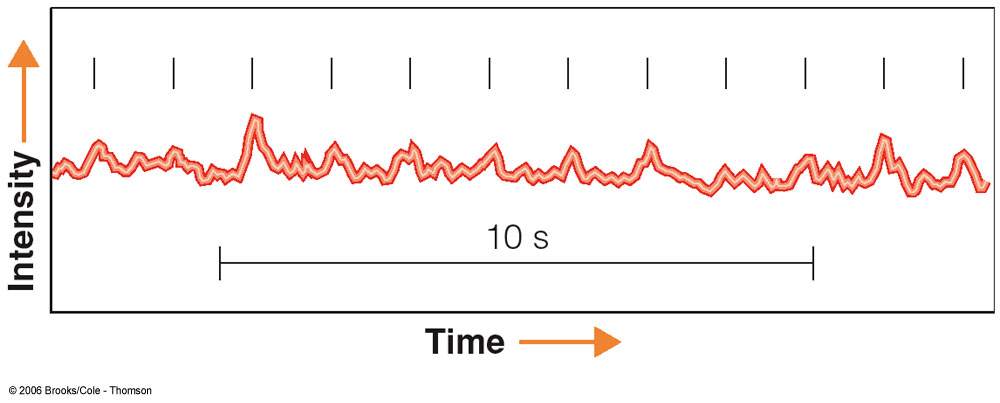 Intensity
10 s
Time
© 2006 Brooks/Cole - Thomson